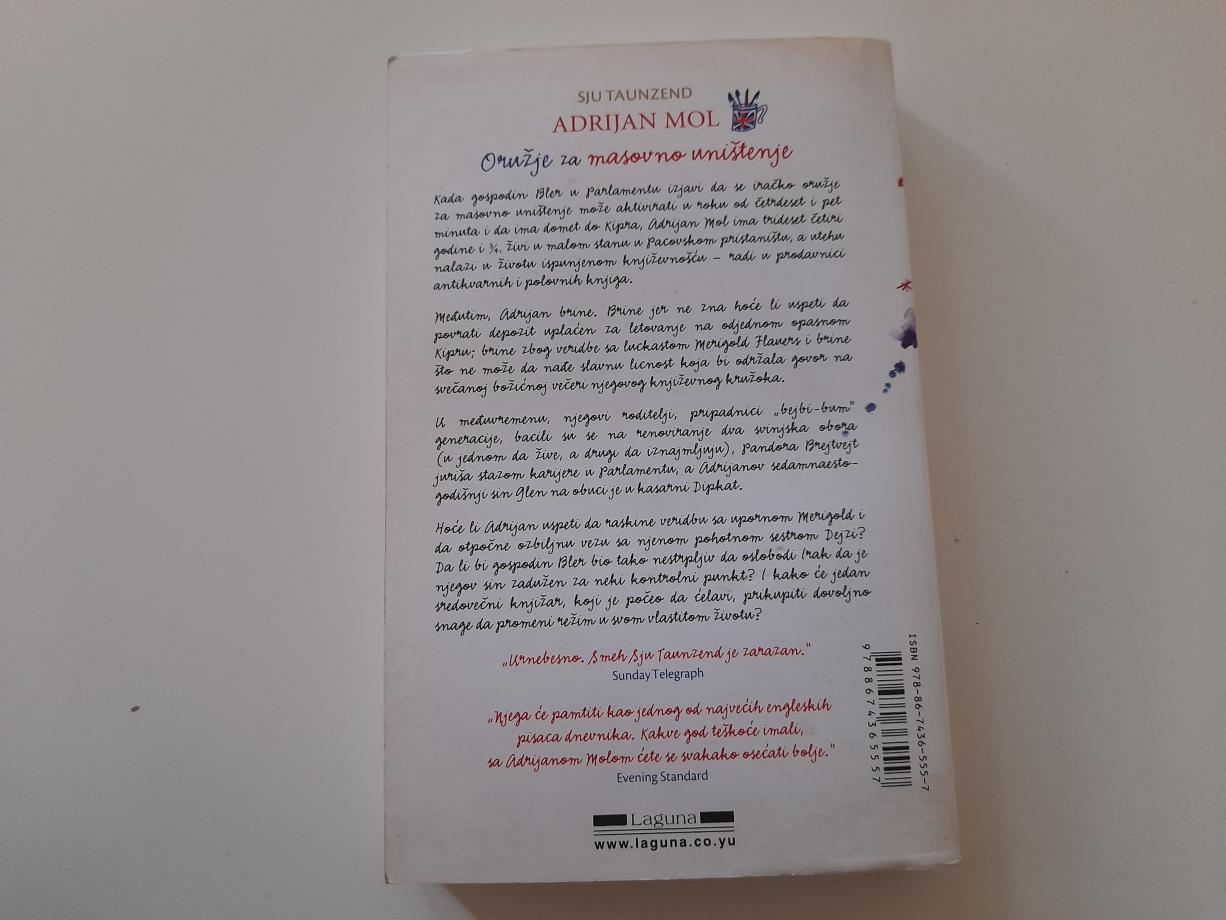 SJU TAUNZEND
ADRIJAN MOL
Oružje za masovno uništenje
Kada gospodin Bler u Parlamentu izjavi da se iračko oružje
za masovno uništenje može aktivirati u roku od četrdeset i pet
minuta i da ima domet do Kipra, Adrijan Mol ima trideset četiri
godine i ¾. Živi u malom stanu u Pacovskom pristaništu, a utehu
nalazi u životu ispunjenom književnošću – radi u prodavnici
antikvarnih i polovnih knjiga.
Međutim, Adrijan brine. Brine jer ne zna hoće li uspeti da
povrati depozit uplaćen za letovanje na odjednom opasnom
Kipru; brine zbog veridbe sa luckastom Merigold Flauers i brine
što ne može da nađe slavnu licnost koja bi održala govor na
svečanoj božićnoj večeri njegovog književnog kružoka.
U međuvremenu, njegovi roditelji, pripadnici „bejbi-bum"
generacije, bacili su se na renoviranje dva svinjska obora
(u jednom da žive, a drugi da iznajmljuju), Pandora Brejtvejt
juriša stazom karijere u Parlamentu, a Adrijanov sedamnaesto-
godišnji sin Glen na obuci je u kasarni Dipkat.
Hoće li Adrijan uspeti da raskine veridbu sa upornom Merigold i
da otpočne ozbiljnu vezu sa njenom pohotnom sestrom Dejzi?
Da li bi gospodin Bler bio tako nestrpljiv da oslobodi Irak da je
njegov sin zadužen za neki kontrolni punkt? I kako će jedan
sredovečni knjižar, koji je počeo da ćelavi, prikupiti dovoljno
snage da promeni režim u svom vlastitom životu?
„Urnebesno. Smeh Sju Taunzend je zarazan."
Sunday Telegraph
„Njega će pamtiti kao jednog od največih engleskih
pisaca dnevnika. Kakve god teškoće imali,
sa Adrijanom Molom ćete se svakako osećati bolje."
Evening Standard
Laguna
www.laguna.co.yu
ISBN 978-86-7436-555-7
9788674365557